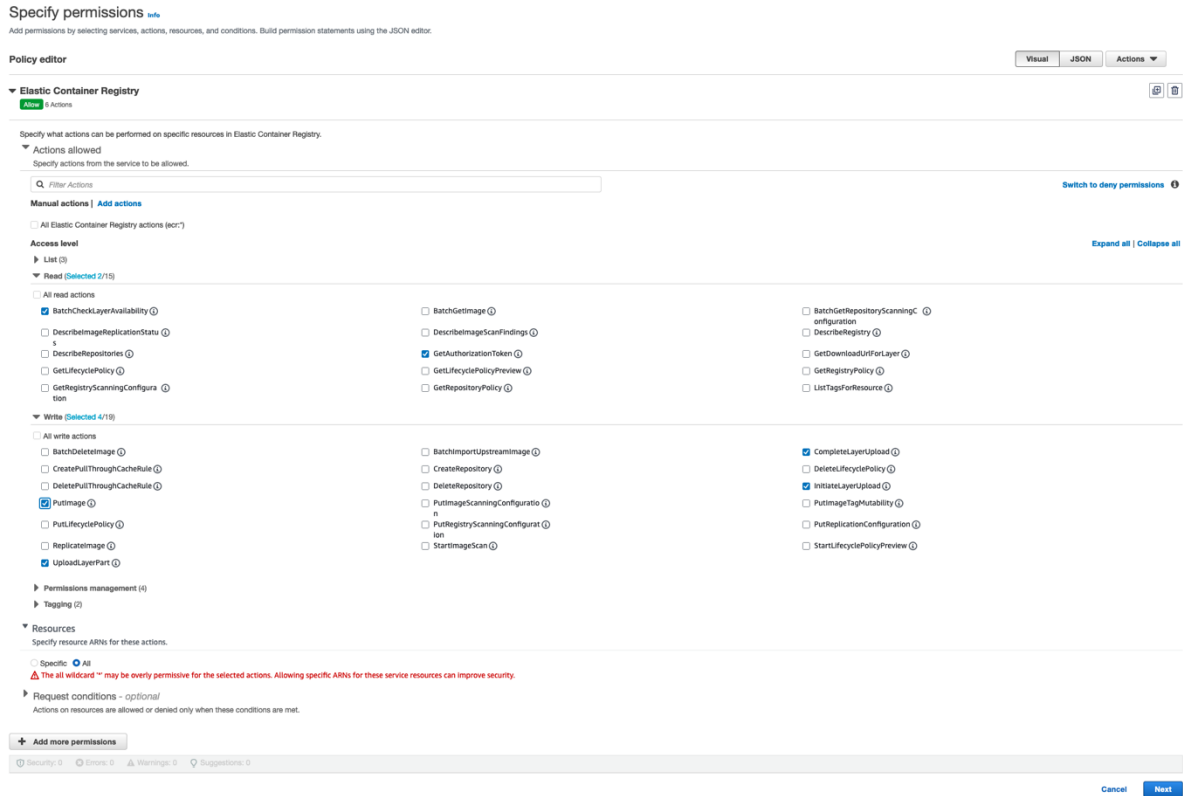 Specify permissions Info
Add permissions by selecting services, actions, resources, and conditions. Build permission statements using the JSON editor.
Policy editor
Visual JSON Actions
Elastic Container Registry
Allow 6 Actions
Specify what actions can be performed on specific resources in Elastic Container Registry.
Actions allowed
Specify actions from the service to be allowed.
Filter Actions
Switch to deny permissions
Manual actions | Add actions
All Elastic Container Registry actions (ecr:*)
Access level
Expand all | Collapse all
List (3)
Read (Selected 2/15)
All read actions
BatchCheckLayerAvailability BatchGetImage BatchGetRepositoryScanningC
onfiguration
DescribeImageReplicationStatu DescribeImageScanFindings DescribeRegistry
s
DescribeRepositories GetAuthorizationToken GetDownloadUrlForLayer
GetLifecyclePolicy GetLifecyclePolicyPreview GetRegistryPolicy
GetRegistryScanningConfigura GetRepositoryPolicy ListTagsForResource
tion
Write (Selected 4/19)
All write actions
BatchDeleteImage BatchImportUpstreamImage CompleteLayerUpload
CreatePullThroughCacheRule CreateRepository DeleteLifecyclePolicy
DeletePullThroughCacheRule DeleteRepository InitiateLayerUpload
PutImage PutImageScanningConfiguratio PutImageTagMutability
n
PutLifecyclePolicy PutRegistryScanningConfigurat PutReplicationConfiguration
ion
ReplicateImage StartImageScan StartLifecyclePolicyPreview
UploadLayerPart
Permissions management (4)
Tagging (2)
Resources
Specify resource ARNs for these actions.
Specific All
The all wildcard '*' may be overly permissive for the selected actions. Allowing specific ARNs for these service resources can improve security.
Request conditions - optional
Actions on resources are allowed or denied only when these conditions are met.
+ Add more permissions
Security: 0 Errors: 0 Warnings: 0 Suggestions: 0
Cancel Next